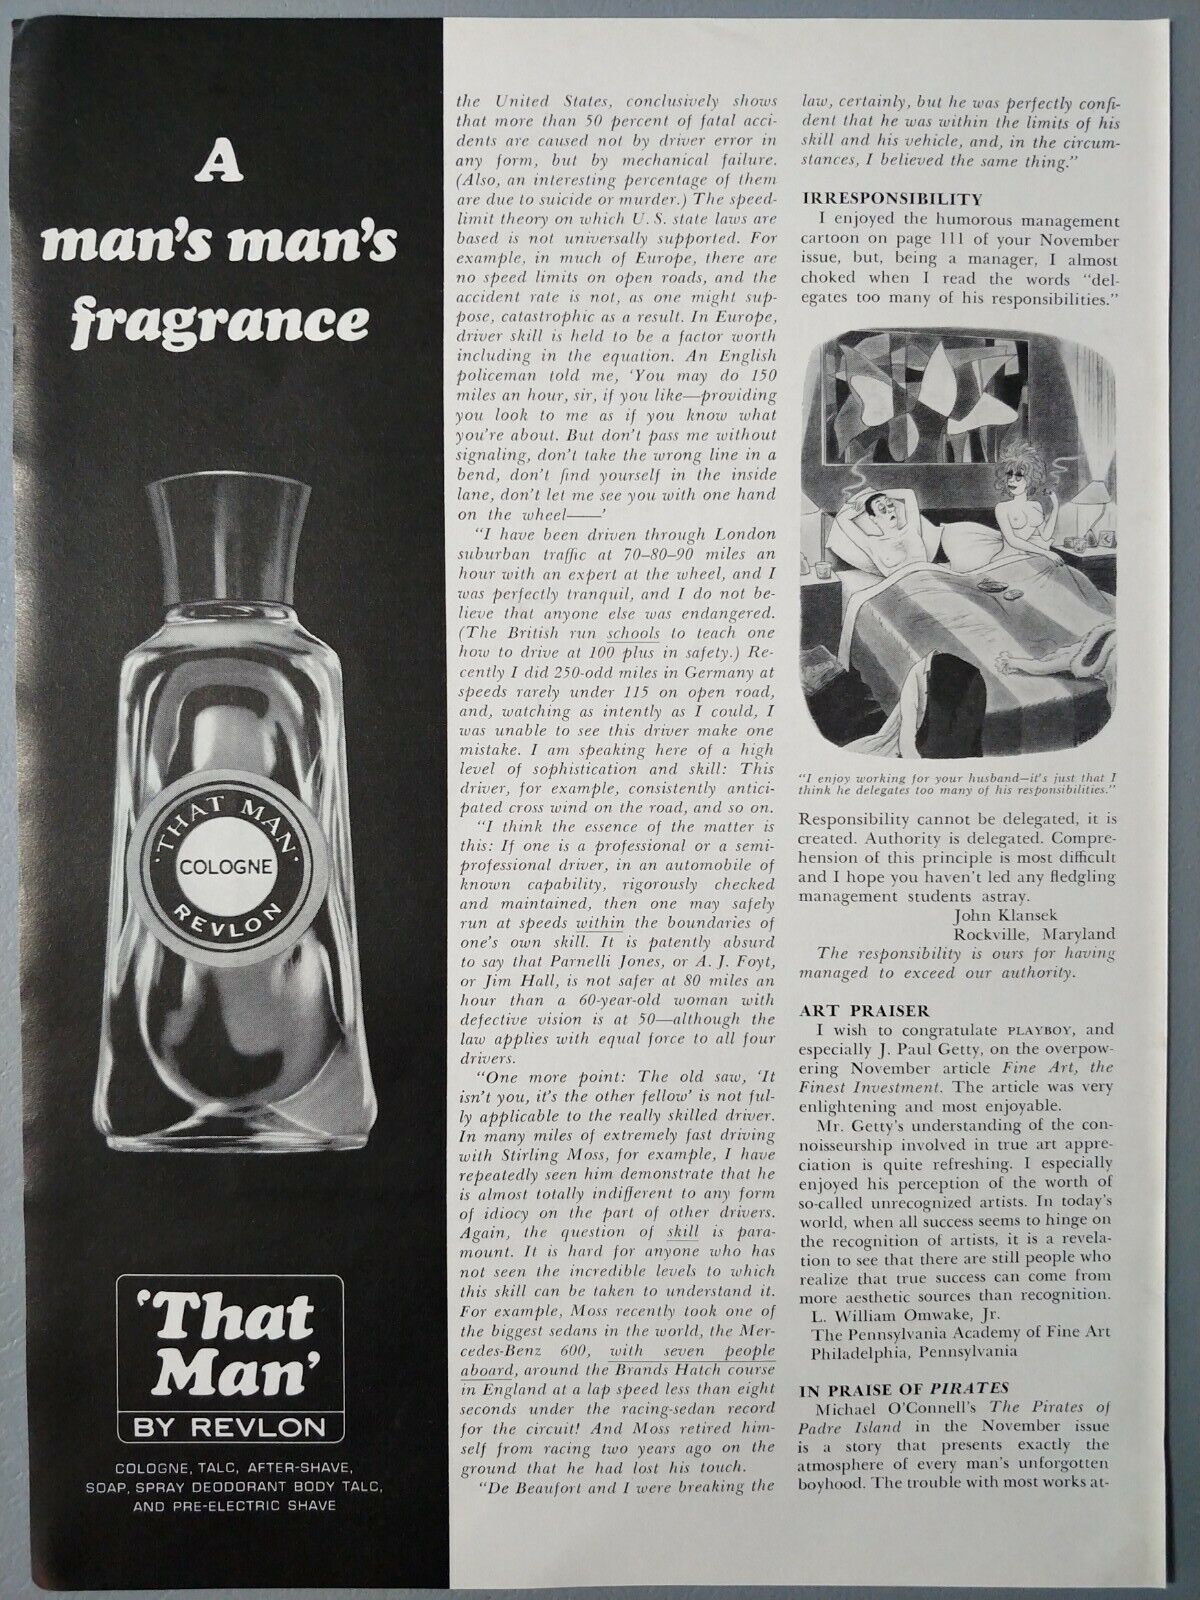 A
man's man's
fragrance
THAT MAN
COLOGNE
REVLON
'That
Man'
BY REVLON
COLOGNE, TALC, AFTER-SHAVE,
SOAP, SPRAY DEODORANT BODY TALC,
AND PRE-ELECTRIC SHAVE
the United States, conclusively shows
that more than 50 percent of fatal acci-
dents are caused not by driver error in
any form, but by mechanical failure.
(Also, an interesting percentage of them
are due to suicide or murder.) The speed-
limit theory on which U. S. state laws are
based is not universally supported. For
example, in much of Europe, there are
no speed limits on open roads, and the
accident rate is not, as one might sup-
pose, catastrophic as a result. In Europe,
driver skill is held to be a factor worth
including in the equation. An English
policeman told me, 'You may do 150
miles an hour, sir, if you like—providing
you look to me as if you know what
you're about. But don't pass me without
signaling, don't take the wrong line in a
bend, don't find yourself in the inside
lane, don't let me see you with one hand
on the wheel——'
"I have been driven through London
suburban traffic at 70–80–90 miles an
hour with an expert at the wheel, and I
was perfectly tranquil, and I do not be-
lieve that anyone else was endangered.
(The British run schools to teach one
how to drive at 100 plus in safety.) Re-
cently I did 250-odd miles in Germany at
speeds rarely under 115 on open road,
and, watching as intently as I could, I
was unable to see this driver make one
mistake. I am speaking here of a high
level of sophistication and skill: This
driver, for example, consistently antici-
pated cross wind on the road, and so on.
"I think the essence of the matter is
this: If one is a professional or a semi-
professional driver, in an automobile of
known capability, rigorously checked
and maintained, then one may safely
run at speeds within the boundaries of
one's own skill. It is patently absurd
to say that Parnelli Jones, or A. J. Foyt,
or Jim Hall, is not safer at 80 miles an
hour than a 60-year-old woman with
defective vision is at 50—although the
law applies with equal force to all four
drivers.
"One more point: The old saw, 'It
isn't you, it's the other fellow' is not ful-
ly applicable to the really skilled driver.
In many miles of extremely fast driving
with Stirling Moss, for example, I have
repeatedly seen him demonstrate that he
is almost totally indifferent to any form
of idiocy on the part of other drivers.
Again, the question of skill is para-
mount. It is hard for anyone who has
not seen the incredible levels to which
this skill can be taken to understand it.
For example, Moss recently took one of
the biggest sedans in the world, the Mer-
cedes-Benz 600, with seven people
aboard, around the Brands Hatch course
in England at a lap speed less than eight
seconds under the racing-sedan record
for the circuit! And Moss retired him-
self from racing two years ago on the
ground that he had lost his touch.
"De Beaufort and I were breaking the
law, certainly, but he was perfectly confi-
dent that he was within the limits of his
skill and his vehicle, and, in the circum-
stances, I believed the same thing."
IRRESPONSIBILITY
I enjoyed the humorous management
cartoon on page 111 of your November
issue, but, being a manager, I almost
choked when I read the words "del-
egates too many of his responsibilities."
"I enjoy working for your husband—it's just that I
think he delegates too many of his responsibilities."
Responsibility cannot be delegated, it is
created. Authority is delegated. Compre-
hension of this principle is most difficult
and I hope you haven't led any fledgling
management students astray.
John Klansek
Rockville, Maryland
The responsibility is ours for having
managed to exceed our authority.
ART PRAISER
I wish to congratulate PLAYBOY, and
especially J. Paul Getty, on the overpow-
ering November article Fine Art, the
Finest Investment. The article was very
enlightening and most enjoyable.
Mr. Getty's understanding of the con-
noisseurship involved in true art appre-
ciation is quite refreshing. I especially
enjoyed his perception of the worth of
so-called unrecognized artists. In today's
world, when all success seems to hinge on
the recognition of artists, it is a revela-
tion to see that there are still people who
realize that true success can come from
more aesthetic sources than recognition.
L. William Omwake, Jr.
The Pennsylvania Academy of Fine Art
Philadelphia, Pennsylvania
IN PRAISE OF PIRATES
Michael O'Connell's The Pirates of
Padre Island in the November issue
is a story that presents exactly the
atmosphere of every man's unforgotten
boyhood. The trouble with most works at-